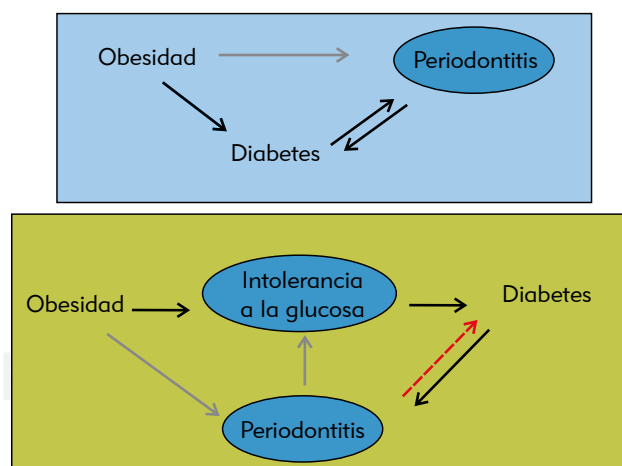 Obesidad
Periodontitis
Diabetes
Intolerancia
a la glucosa
Obesidad
Diabetes
Periodontitis